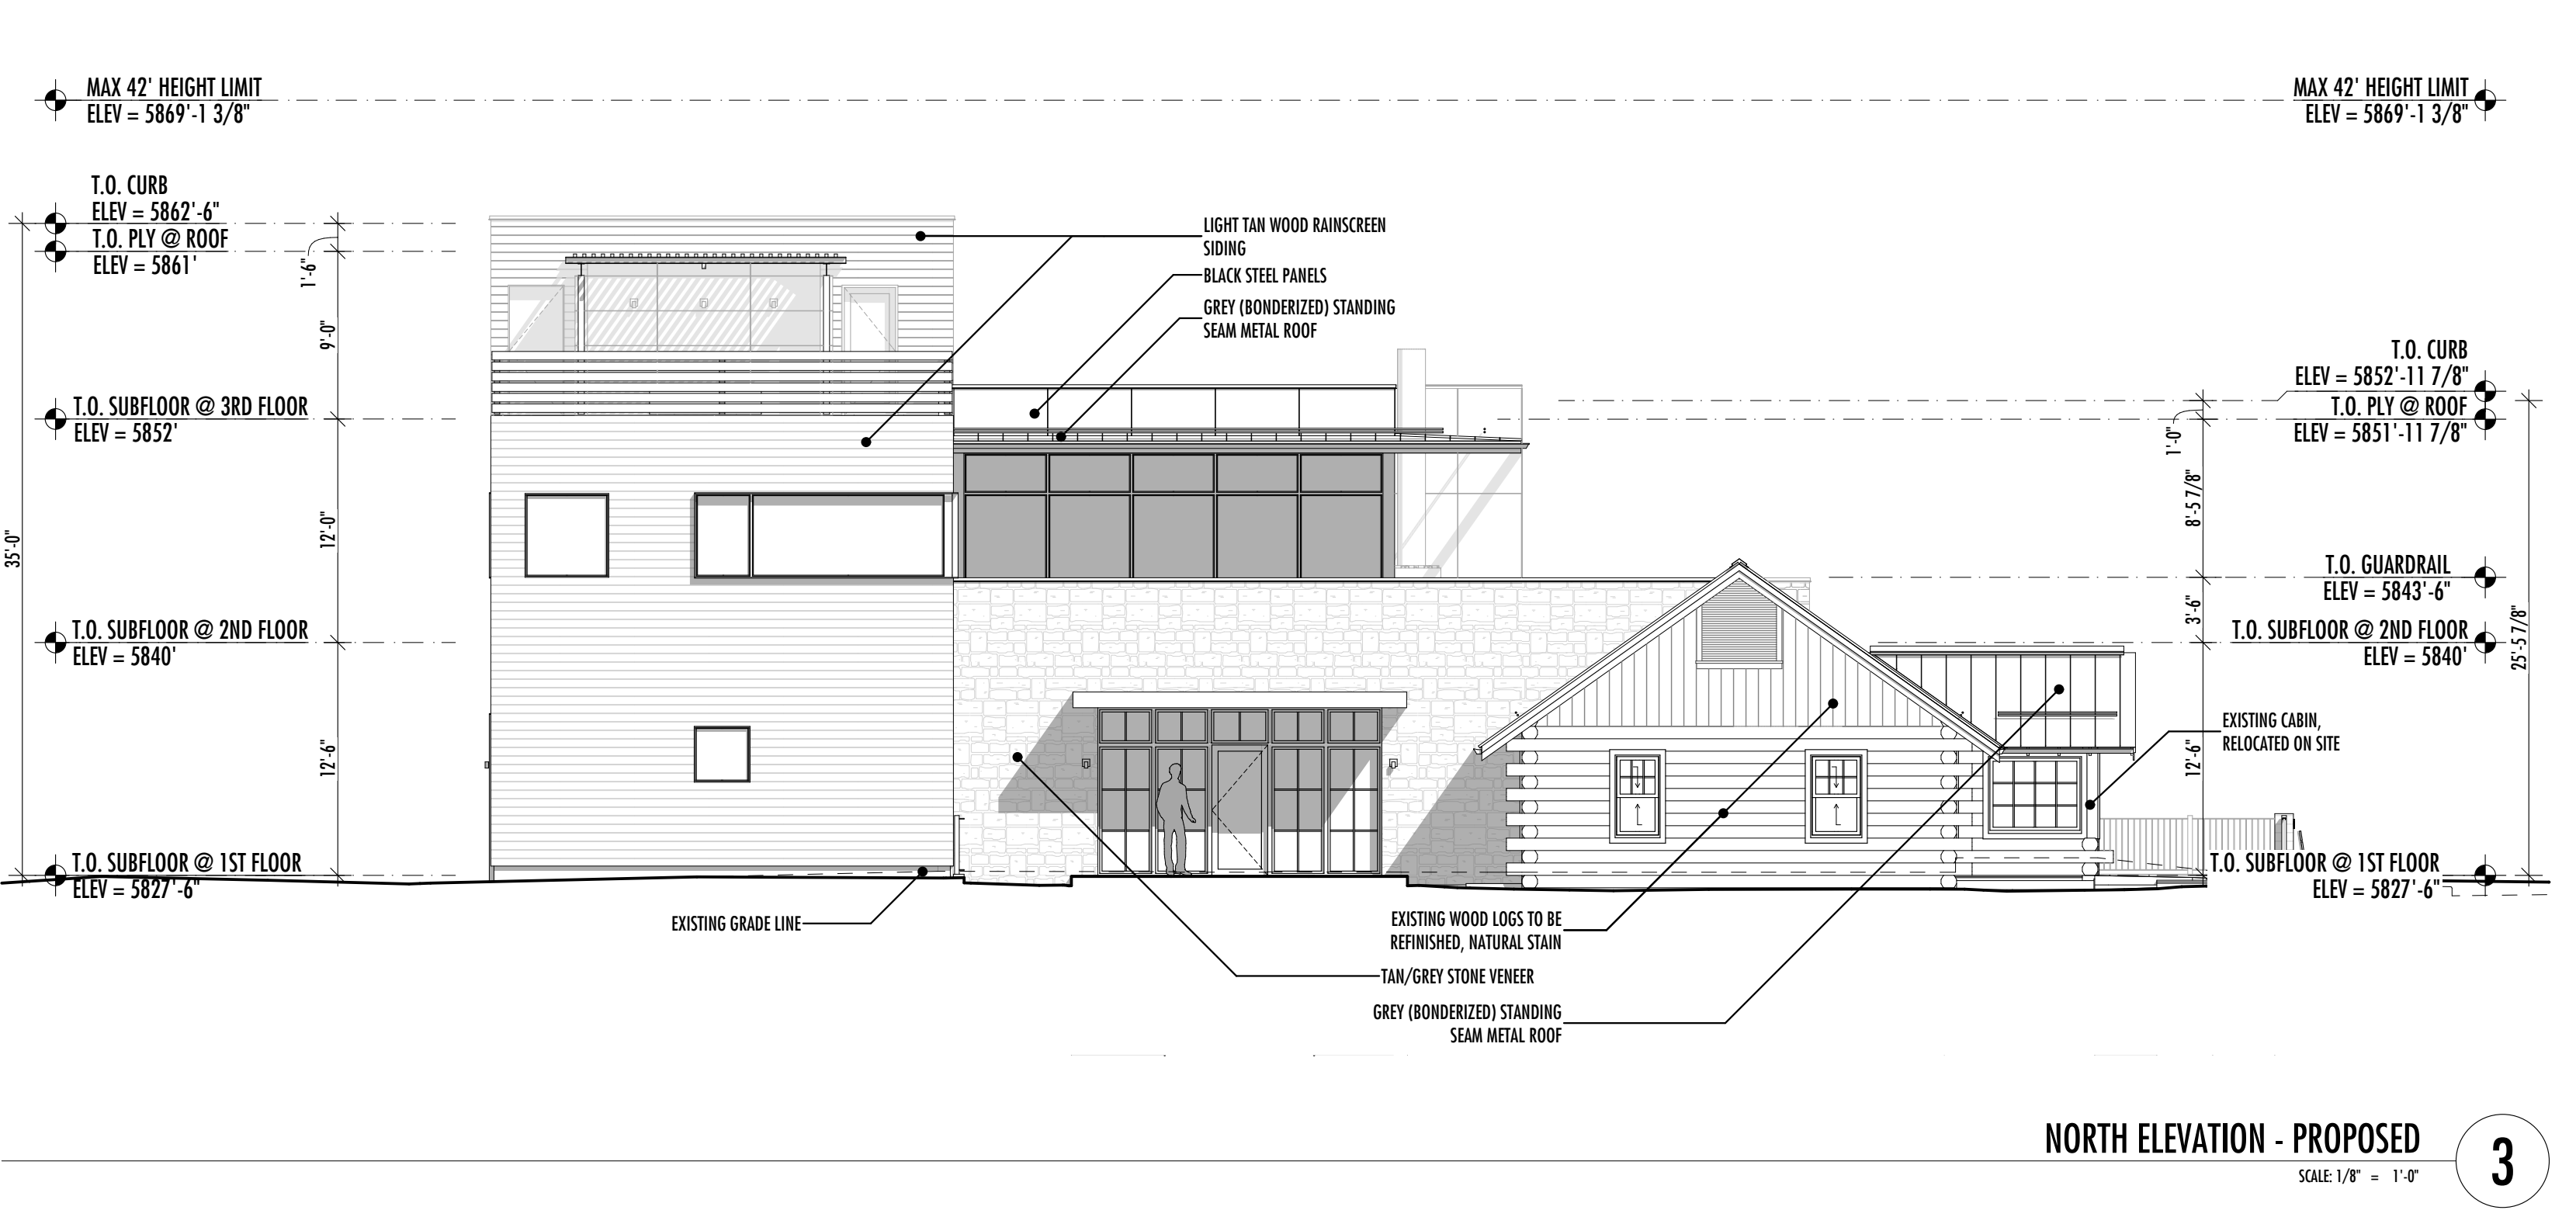 MAX 42' HEIGHT LIMIT
ELEV = 5869'-1 3/8"
MAX 42' HEIGHT LIMIT
ELEV = 5869'-1 3/8"
T.O. CURB
ELEV = 5862'-6"
T.O. PLY @ ROOF
ELEV = 5861'
1'-6"
9'-0"
T.O. SUBFLOOR @ 3RD FLOOR
ELEV = 5852'
35'-0"
12'-0"
T.O. SUBFLOOR @ 2ND FLOOR
ELEV = 5840'
12'-6"
T.O. SUBFLOOR @ 1ST FLOOR
ELEV = 5827'-6"
LIGHT TAN WOOD RAINSCREEN
SIDING
BLACK STEEL PANELS
GREY (BONDERIZED) STANDING
SEAM METAL ROOF
T.O. CURB
ELEV = 5852'-11 7/8"
T.O. PLY @ ROOF
ELEV = 5851'-11 7/8"
1'-0"
8'-5 7/8"
T.O. GUARDRAIL
ELEV = 5843'-6"
3'-6"
T.O. SUBFLOOR @ 2ND FLOOR
ELEV = 5840'
25'-5 7/8"
EXISTING CABIN,
RELOCATED ON SITE
12'-6"
T.O. SUBFLOOR @ 1ST FLOOR
ELEV = 5827'-6"
EXISTING GRADE LINE
EXISTING WOOD LOGS TO BE
REFINISHED, NATURAL STAIN
TAN/GREY STONE VENEER
GREY (BONDERIZED) STANDING
SEAM METAL ROOF
NORTH ELEVATION - PROPOSED
SCALE: 1/8" = 1'-0"
3